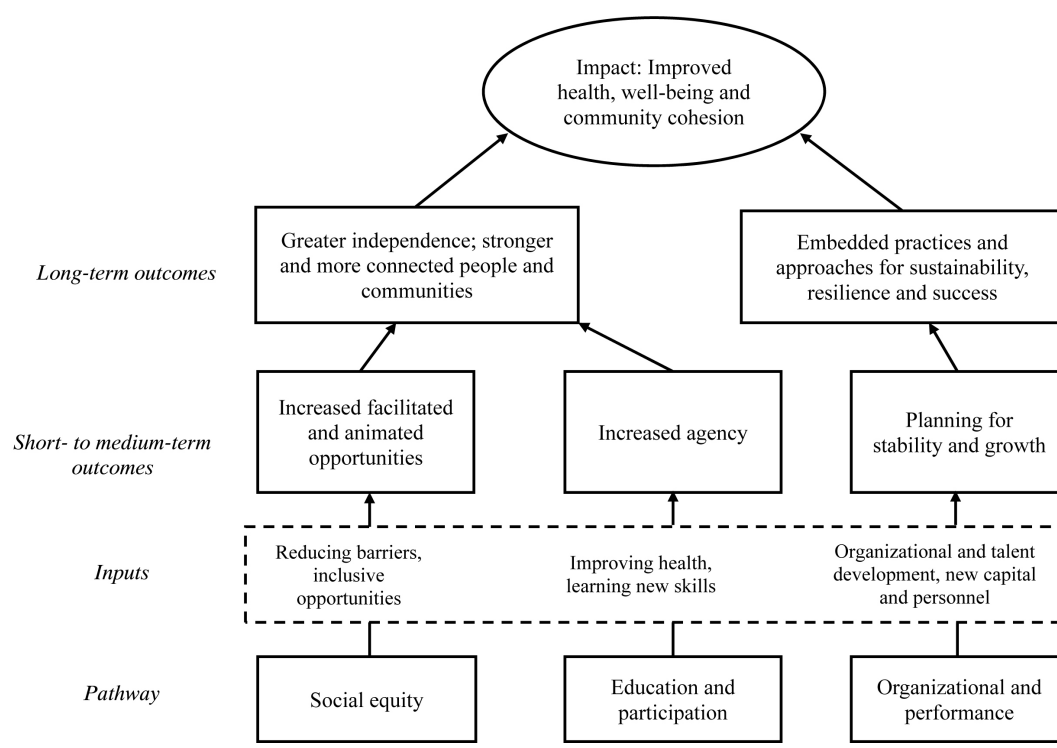 Impact: Improved
health, well-being and
community cohesion
Long-term outcomes
Greater independence; stronger
and more connected people and
communities
Embedded practices and
approaches for sustainability,
resilience and success
Short- to medium-term
outcomes
Increased facilitated
and animated
opportunities
Increased agency
Planning for
stability and growth
Inputs
Reducing barriers,
inclusive
opportunities
Improving health,
learning new skills
Organizational and talent
development, new capital
and personnel
Pathway
Social equity
Education and
participation
Organizational and
performance